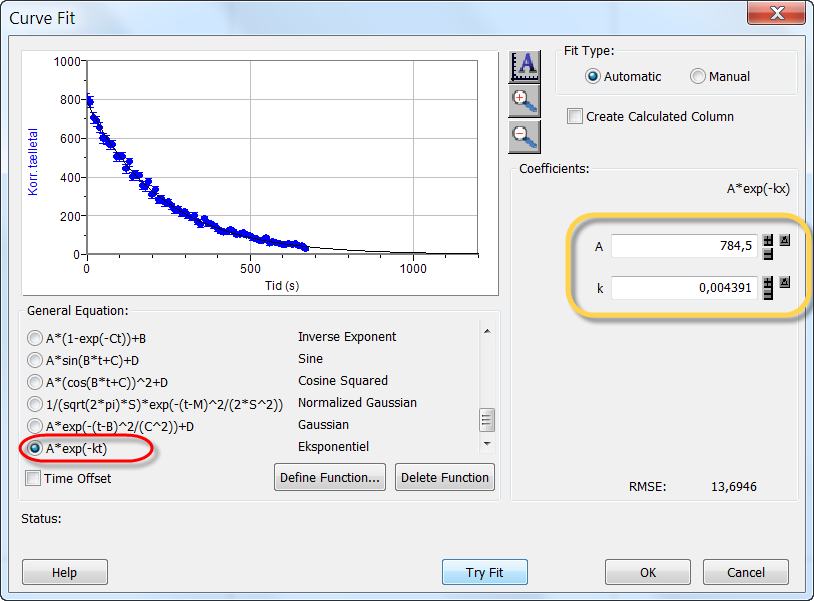 Curve Fit
1000
800
600
400
200
0
Korr. tælletal
0 500 1000
Tid (s)
A
Fit Type:
Automatic Manual
Create Calculated Column
Coefficients:
A*exp(-kx)
A 784,5
k 0,004391
RMSE: 13,6946
General Equation:
A*(1-exp(-Ct))+B Inverse Exponent
A*sin(B*t+C)+D Sine
A*(cos(B*t+C))^2+D Cosine Squared
1/(sqrt(2*pi)*S)*exp(-(t-M)^2/(2*S^2)) Normalized Gaussian
A*exp(-(t-B)^2/(C^2))+D Gaussian
A*exp(-kt) Eksponentiel
Time Offset
Define Function... Delete Function
Status:
Help Try Fit OK Cancel